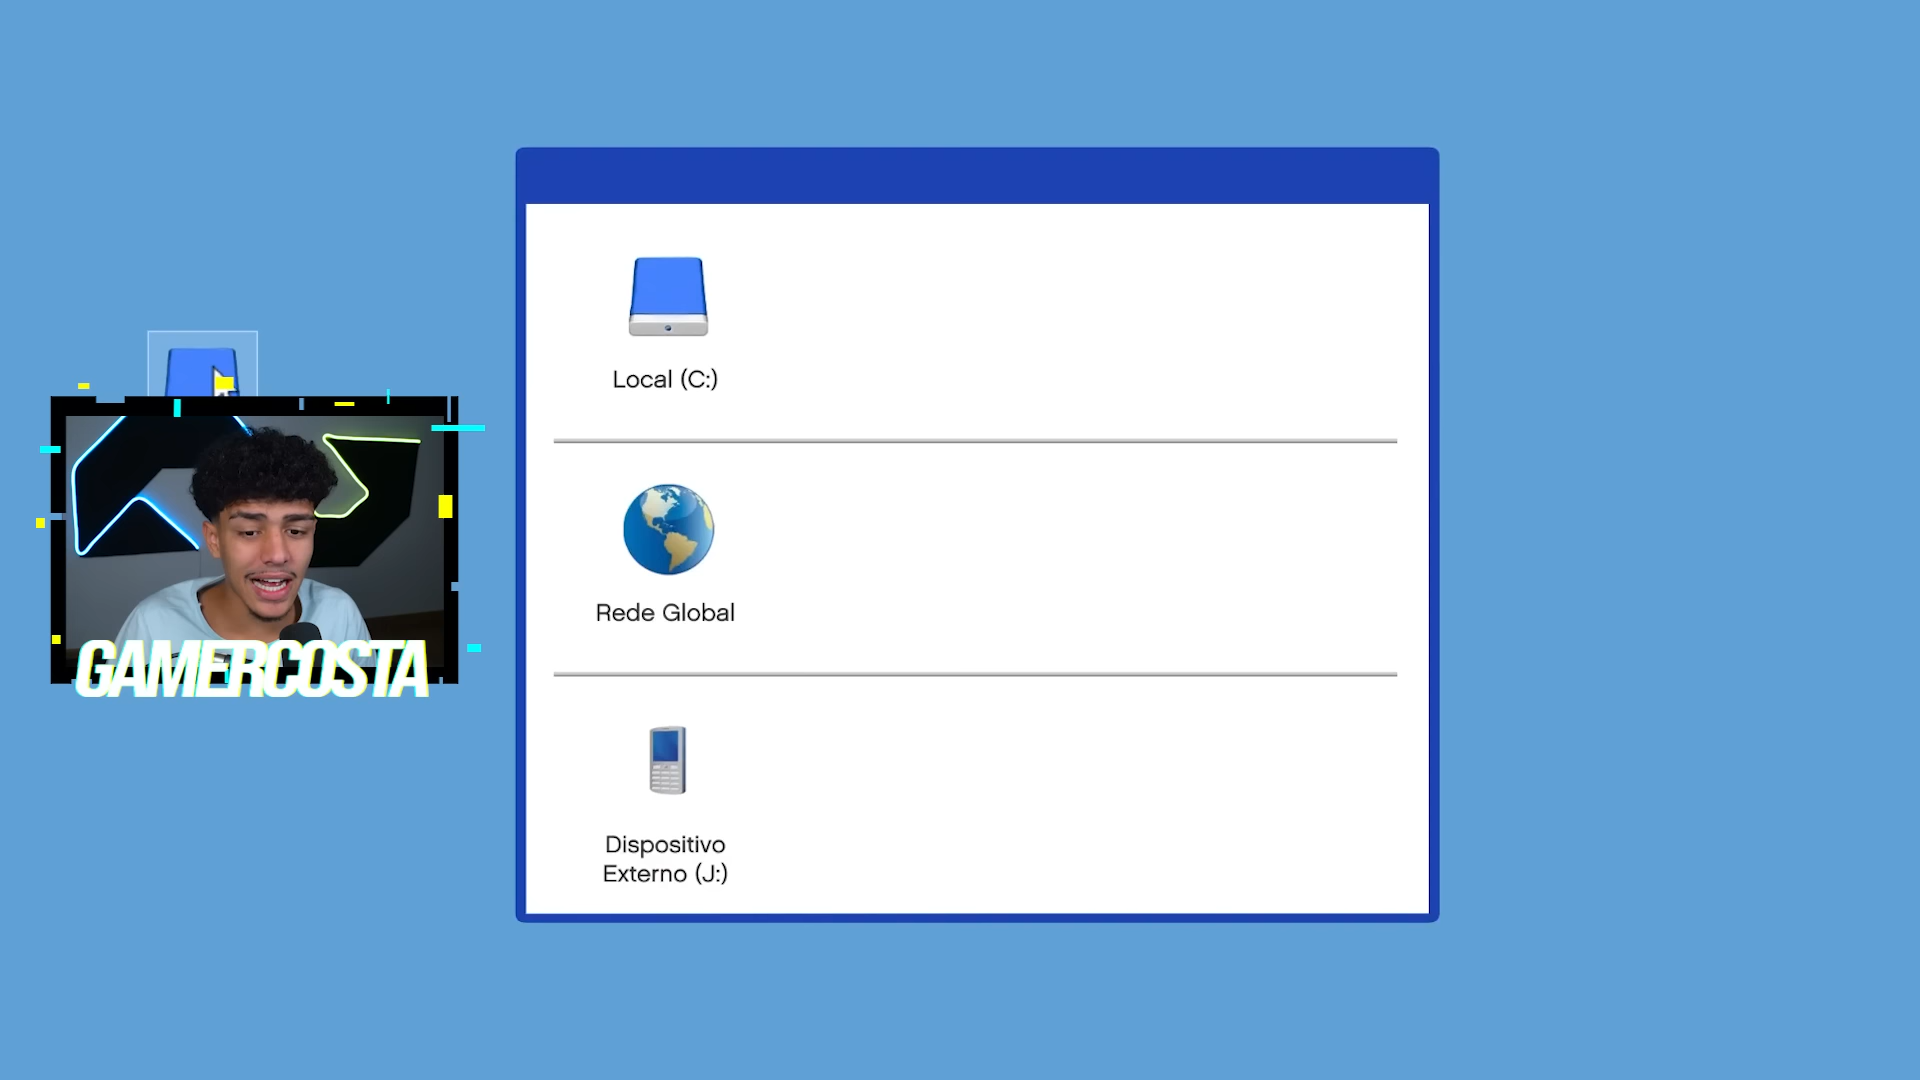 Local (C:)
Rede Global
Dispositivo
Externo (J:)
GAMERCOSTA